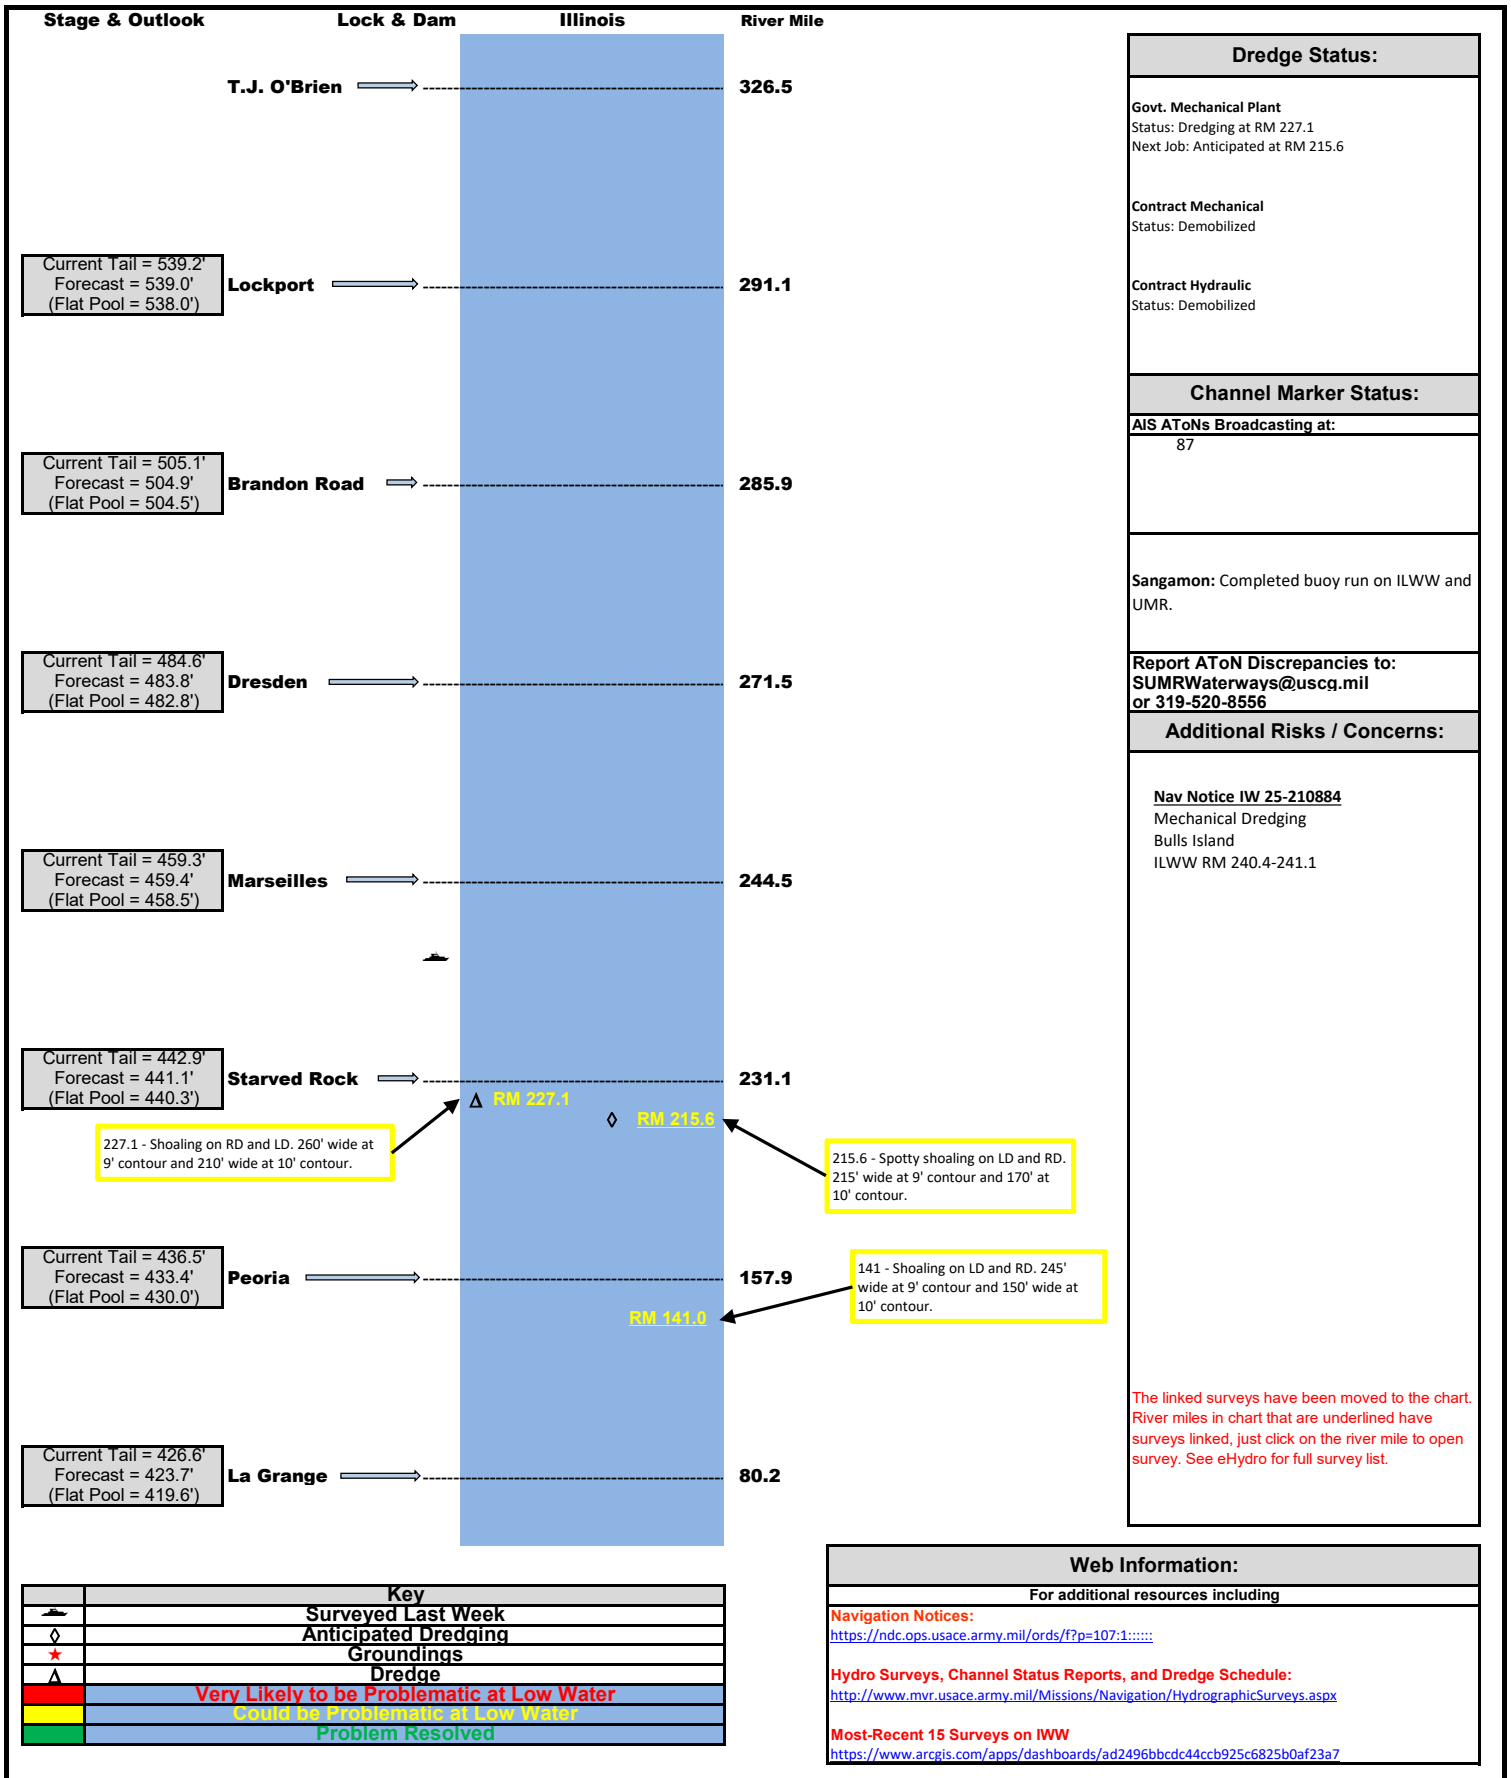 Stage & Outlook
Lock & Dam
Illinois
River Mile
T.J. O'Brien
326.5
Current Tail = 539.2'
Forecast = 539.0'
(Flat Pool = 538.0')
Lockport
291.1
Current Tail = 505.1'
Forecast = 504.9'
(Flat Pool = 504.5')
Brandon Road
285.9
Current Tail = 484.6'
Forecast = 483.8'
(Flat Pool = 482.8')
Dresden
271.5
Current Tail = 459.3'
Forecast = 459.4'
(Flat Pool = 458.5')
Marseilles
244.5
Current Tail = 442.9'
Forecast = 441.1'
(Flat Pool = 440.3')
Starved Rock
231.1
RM 227.1
RM 215.6
227.1 - Shoaling on RD and LD. 260' wide at
9' contour and 210' wide at 10' contour.
215.6 - Spotty shoaling on LD and RD.
215' wide at 9' contour and 170' at
10' contour.
Current Tail = 436.5'
Forecast = 433.4'
(Flat Pool = 430.0')
Peoria
157.9
141 - Shoaling on LD and RD. 245'
wide at 9' contour and 150' wide at
10' contour.
RM 141.0
Current Tail = 426.6'
Forecast = 423.7'
(Flat Pool = 419.6')
La Grange
80.2
Dredge Status:
Govt. Mechanical Plant
Status: Dredging at RM 227.1
Next Job: Anticipated at RM 215.6
Contract Mechanical
Status: Demobilized
Contract Hydraulic
Status: Demobilized
Channel Marker Status:
AIS AToNs Broadcasting at:
87
Sangamon: Completed buoy run on ILWW and
UMR.
Report AToN Discrepancies to:
SUMRWaterways@uscg.mil
or 319-520-8556
Additional Risks / Concerns:
Nav Notice IW 25-210884
Mechanical Dredging
Bulls Island
ILWW RM 240.4-241.1
The linked surveys have been moved to the chart.
River miles in chart that are underlined have
surveys linked, just click on the river mile to open
survey. See eHydro for full survey list.
Key
Surveyed Last Week
Anticipated Dredging
Groundings
Dredge
Very Likely to be Problematic at Low Water
Could be Problematic at Low Water
Problem Resolved
Web Information:
For additional resources including
Navigation Notices:
https://ndc.ops.usace.army.mil/ords/f?p=107:1::::::
Hydro Surveys, Channel Status Reports, and Dredge Schedule:
http://www.mvr.usace.army.mil/Missions/Navigation/HydrographicSurveys.aspx
Most-Recent 15 Surveys on IWW
https://www.arcgis.com/apps/dashboards/ad2496bbcdc44ccb925c6825b0af23a7